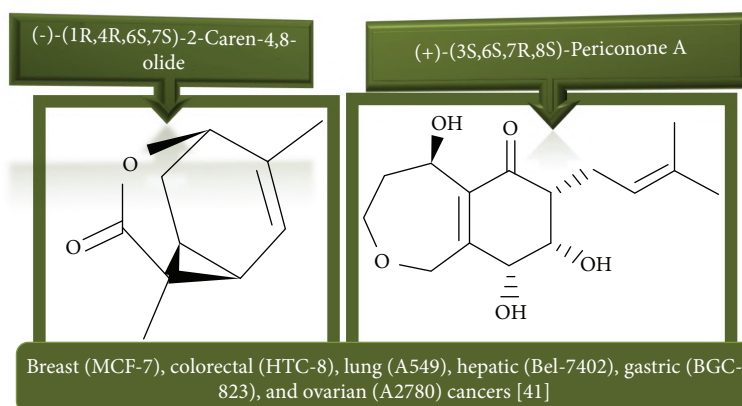 (-)-(1R,4R,6S,7S)-2-Caren-4,8-
olide
(+)-(3S,6S,7R,8S)-Periconone A
O
O
OH
O
O
OH
OH
Breast (MCF-7), colorectal (HTC-8), lung (A549), hepatic (Bel-7402), gastric (BGC-
823), and ovarian (A2780) cancers [41]